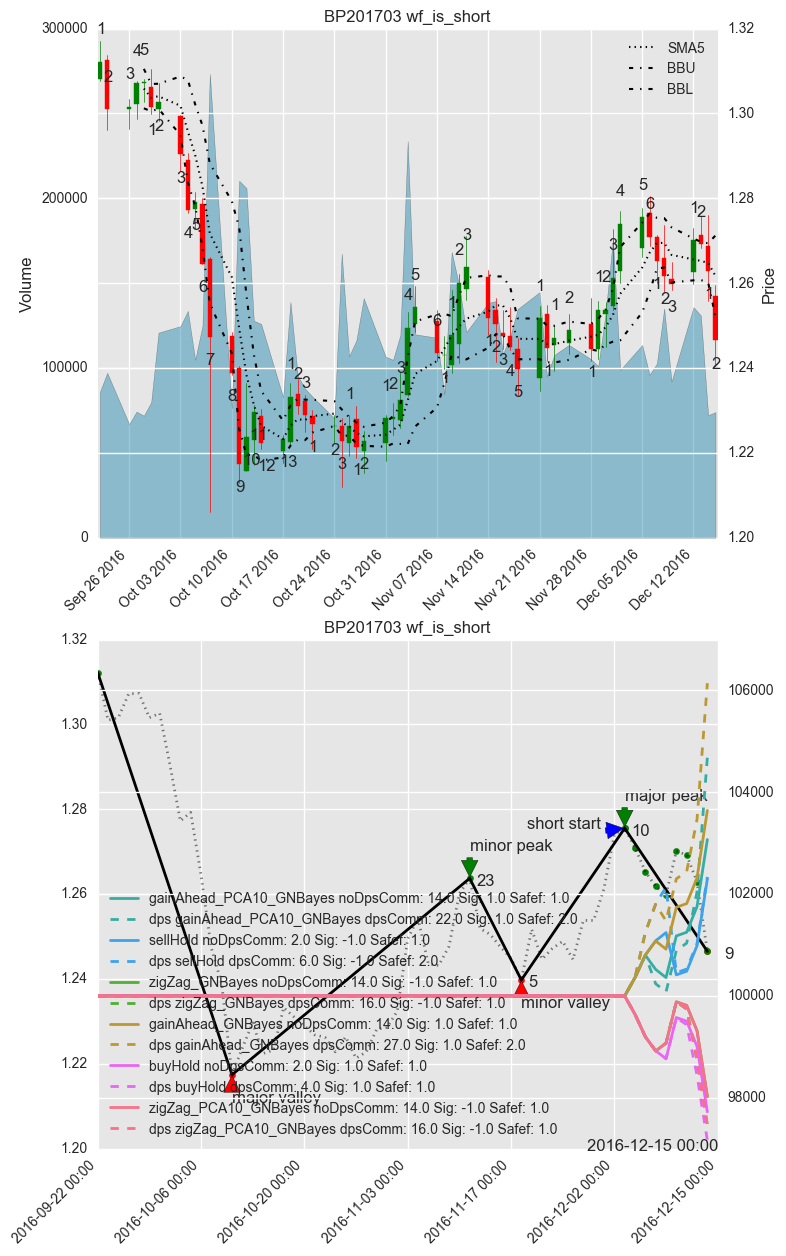 BP201703 wf_is_short
300000
200000
100000
0
Volume
1.32
1.30
1.28
1.26
1.24
1.22
1.20
Price
SMA5
BBU
BBL
Sep 26 2016
Oct 03 2016
Oct 10 2016
Oct 17 2016
Oct 24 2016
Oct 31 2016
Nov 07 2016
Nov 14 2016
Nov 21 2016
Nov 28 2016
Dec 05 2016
Dec 12 2016
BP201703 wf_is_short
1.32
1.30
1.28
1.26
1.24
1.22
1.20
106000
104000
102000
100000
98000
major peak
short start
10
minor peak
23
9
5
minor valley
major valley
gainAhead_PCA10_GNBayes noDpsComm: 14.0 Sig: 1.0 Safef: 1.0
dps gainAhead_PCA10_GNBayes dpsComm: 22.0 Sig: 1.0 Safef: 2.0
sellHold noDpsComm: 2.0 Sig: -1.0 Safef: 1.0
dps sellHold dpsComm: 6.0 Sig: -1.0 Safef: 2.0
zigZag_GNBayes noDpsComm: 14.0 Sig: -1.0 Safef: 1.0
dps zigZag_GNBayes dpsComm: 16.0 Sig: -1.0 Safef: 1.0
gainAhead_GNBayes noDpsComm: 14.0 Sig: 1.0 Safef: 1.0
dps gainAhead_GNBayes dpsComm: 27.0 Sig: 1.0 Safef: 2.0
buyHold noDpsComm: 2.0 Sig: 1.0 Safef: 1.0
dps buyHold dpsComm: 4.0 Sig: 1.0 Safef: 1.0
zigZag_PCA10_GNBayes noDpsComm: 14.0 Sig: -1.0 Safef: 1.0
dps zigZag_PCA10_GNBayes dpsComm: 16.0 Sig: -1.0 Safef: 1.0
2016-12-15 00:00
2016-09-22 00:00
2016-10-06 00:00
2016-10-20 00:00
2016-11-03 00:00
2016-11-17 00:00
2016-12-02 00:00
2016-12-15 00:00